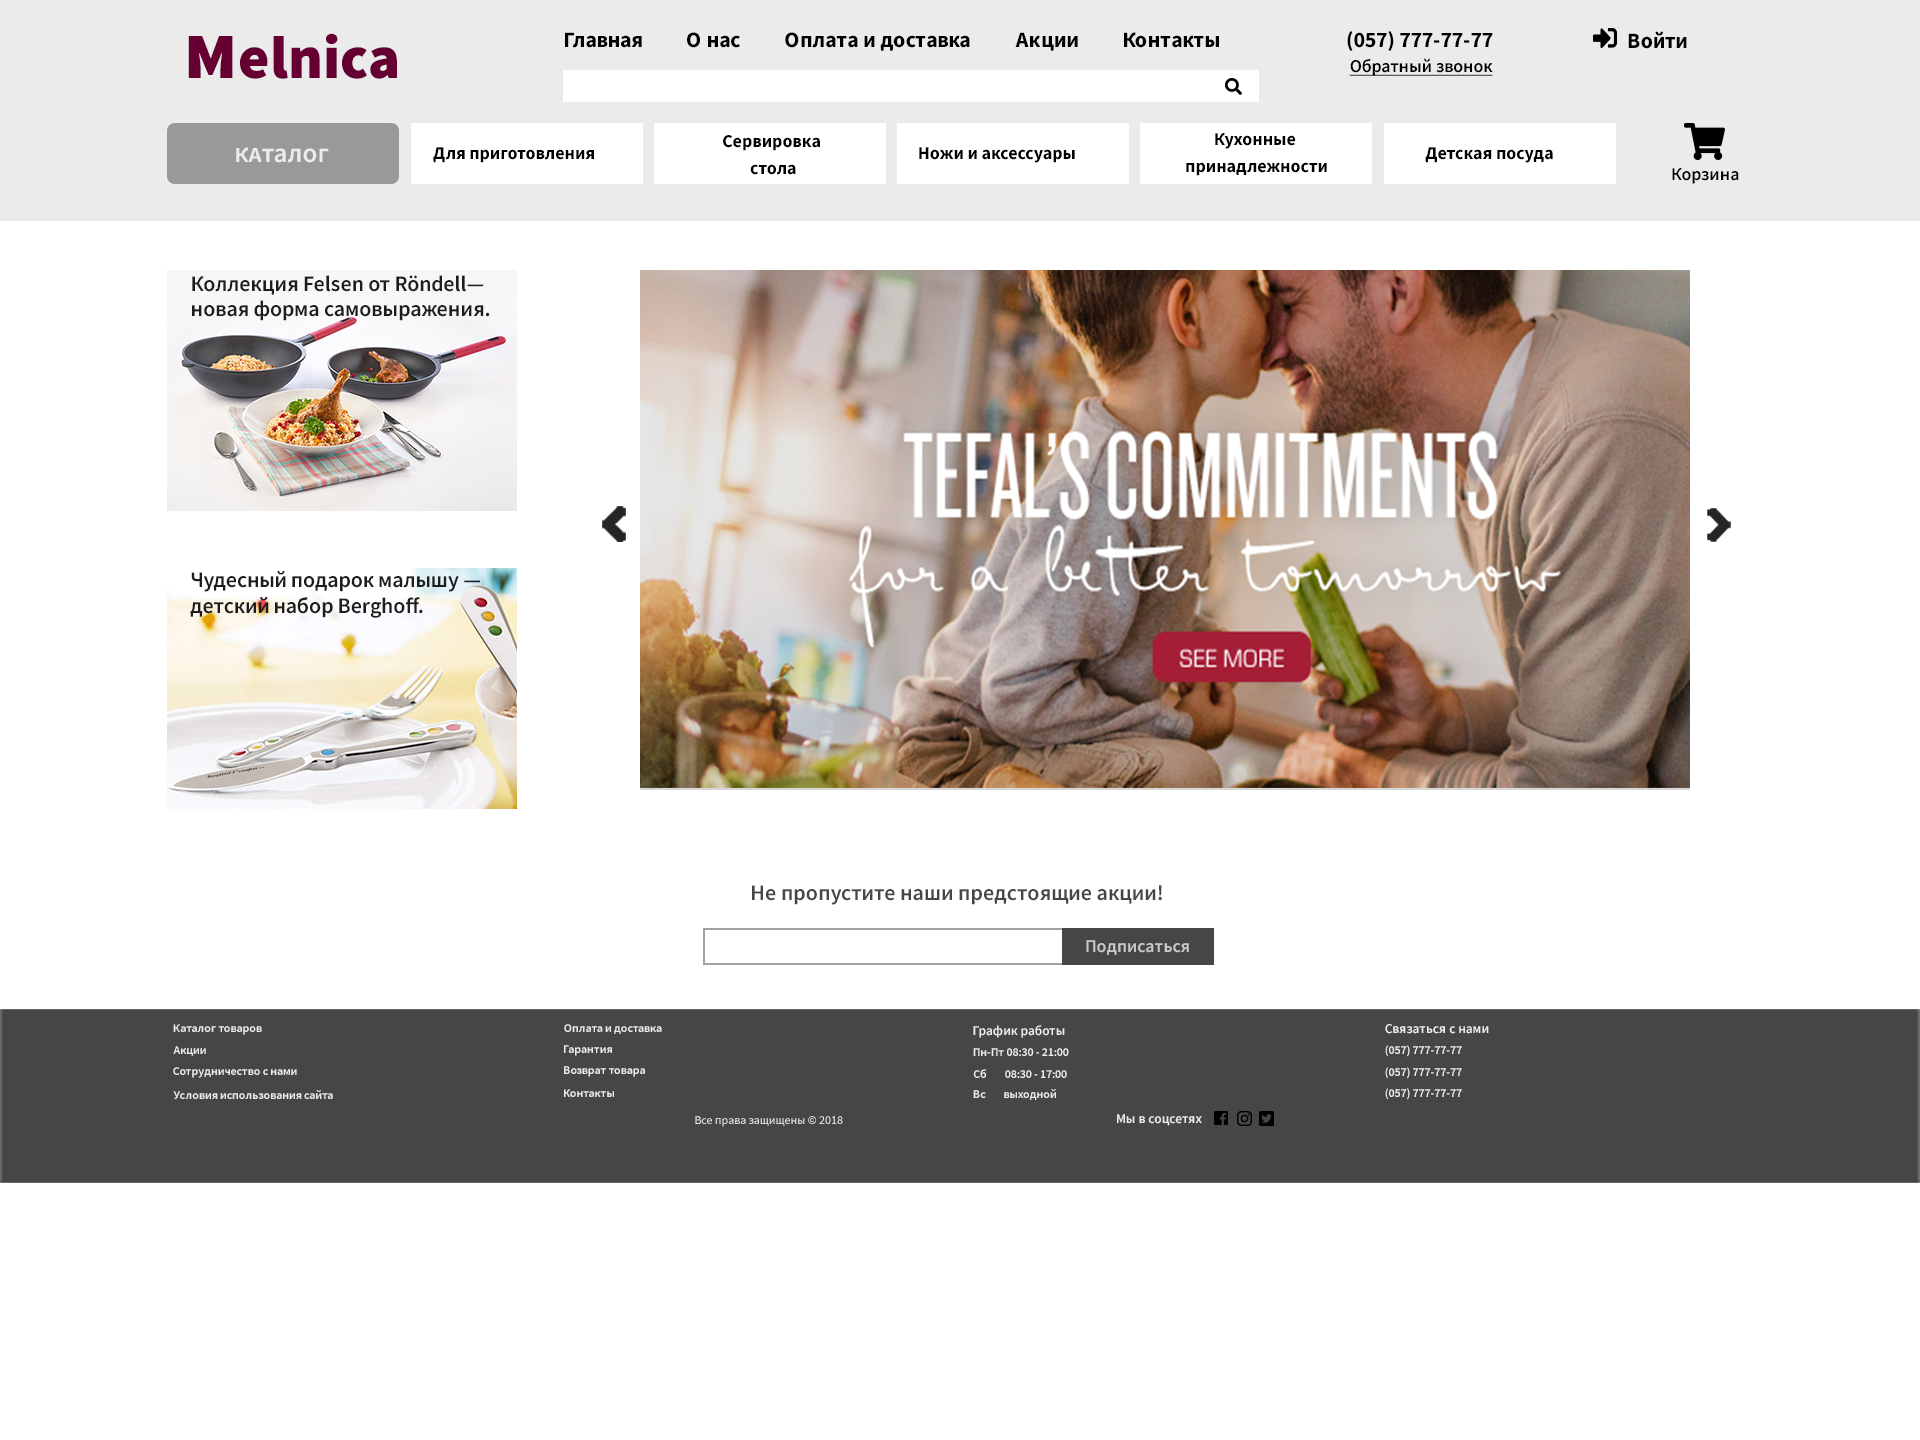 Melnica
Главная
О нас
Оплата и доставка
Акции
Контакты
(057) 777-77-77
Обратный звонок
Войти
КАталог
Для приготовления
Сервировка
стола
Ножи и аксессуары
Кухонные
принадлежности
Детская посуда
Корзина
Коллекция Felsen от Röndell—
новая форма самовыражения.
Чудесный подарок малышу —
детский набор Berghoff.
TEFAL'S COMMITMENTS
for a better tomorrow
SEE MORE
Не пропустите наши предстоящие акции!
Подписаться
Каталог товаров
Акции
Сотрудничество с нами
Условия использования сайта
Оплата и доставка
Гарантия
Возврат товара
Контакты
График работы
Пн-Пт 08:30 - 21:00
Сб 08:30 - 17:00
Вс выходной
Связаться с нами
(057) 777-77-77
(057) 777-77-77
(057) 777-77-77
Все права защищены © 2018
Мы в соцсетях